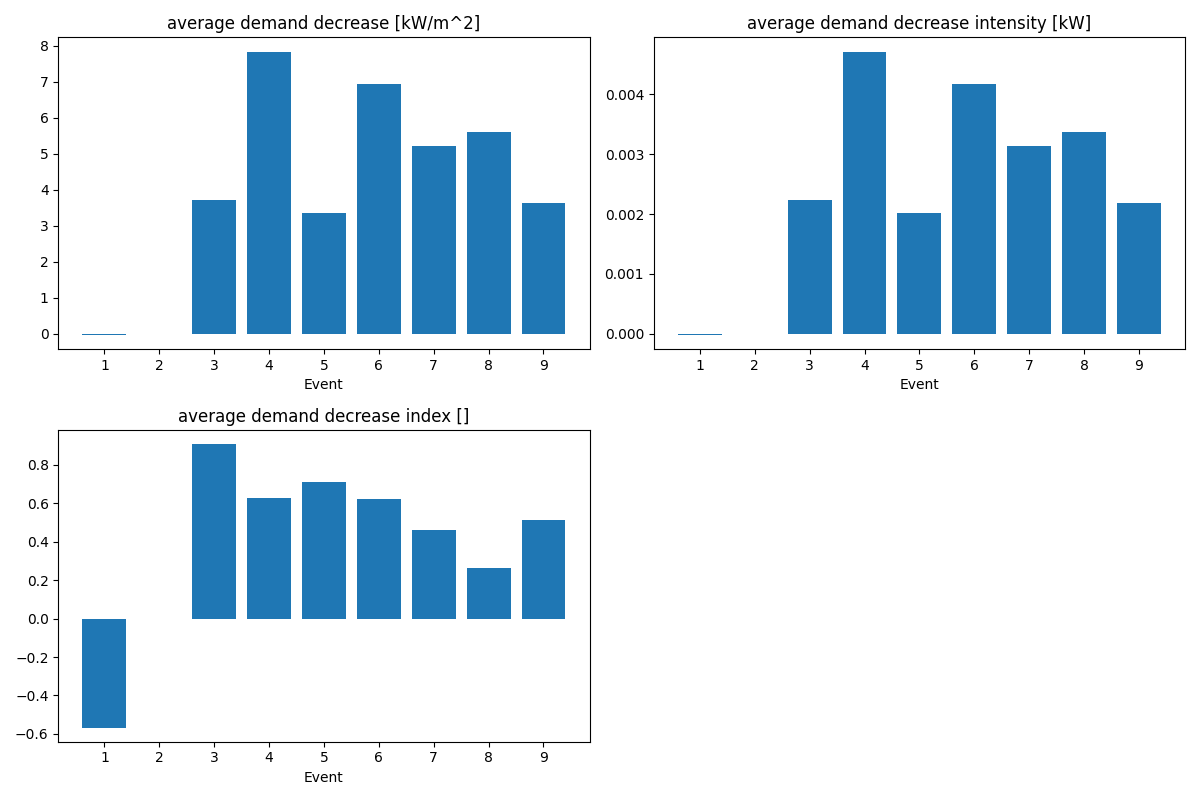 average demand decrease [kW/m^2]
8
7
6
5
4
3
2
1
0
1 2 3 4 5 6 7 8 9
Event
average demand decrease intensity [kW]
0.004
0.003
0.002
0.001
0.000
1 2 3 4 5 6 7 8 9
Event
average demand decrease index []
0.8
0.6
0.4
0.2
0.0
−0.2
−0.4
−0.6
1 2 3 4 5 6 7 8 9
Event